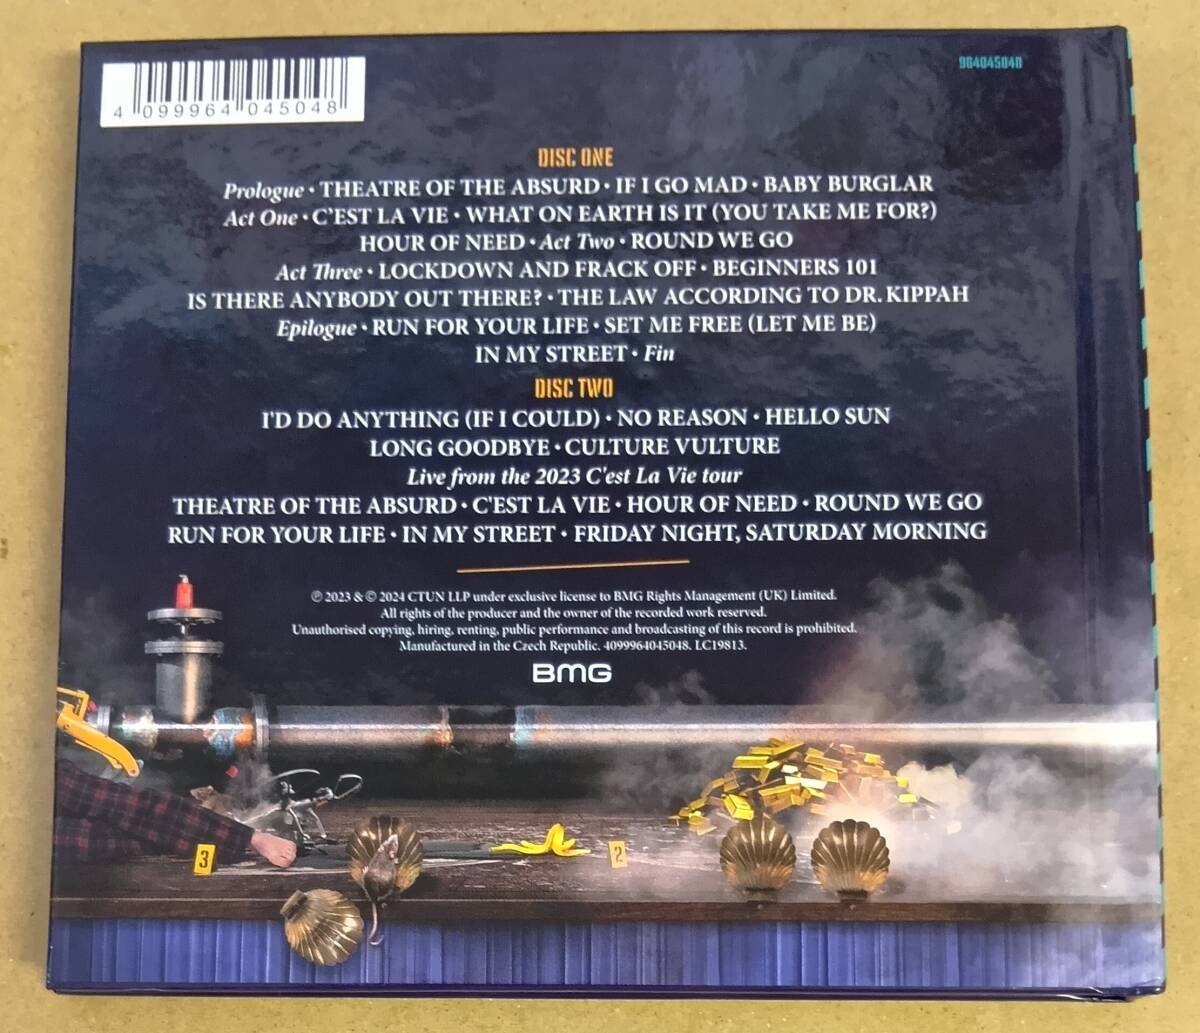 4 099964 045048
964045048
DISC ONE
Prologue • THEATRE OF THE ABSURD • IF I GO MAD • BABY BURGLAR
Act One • C'EST LA VIE • WHAT ON EARTH IS IT (YOU TAKE ME FOR?)
HOUR OF NEED • Act Two • ROUND WE GO
Act Three • LOCKDOWN AND FRACK OFF • BEGINNERS 101
IS THERE ANYBODY OUT THERE? • THE LAW ACCORDING TO DR. KIPPAH
Epilogue • RUN FOR YOUR LIFE • SET ME FREE (LET ME BE)
IN MY STREET • Fin
DISC TWO
I'D DO ANYTHING (IF I COULD) • NO REASON • HELLO SUN
LONG GOODBYE • CULTURE VULTURE
Live from the 2023 C'est La Vie tour
THEATRE OF THE ABSURD • C'EST LA VIE • HOUR OF NEED • ROUND WE GO
RUN FOR YOUR LIFE • IN MY STREET • FRIDAY NIGHT, SATURDAY MORNING
℗ 2023 & © 2024 CTUN LLP under exclusive license to BMG Rights Management (UK) Limited.
All rights of the producer and the owner of the recorded work reserved.
Unauthorised copying, hiring, renting, public performance and broadcasting of this record is prohibited.
Manufactured in the Czech Republic. 4099964045048. LC19813.
BMG
3
2